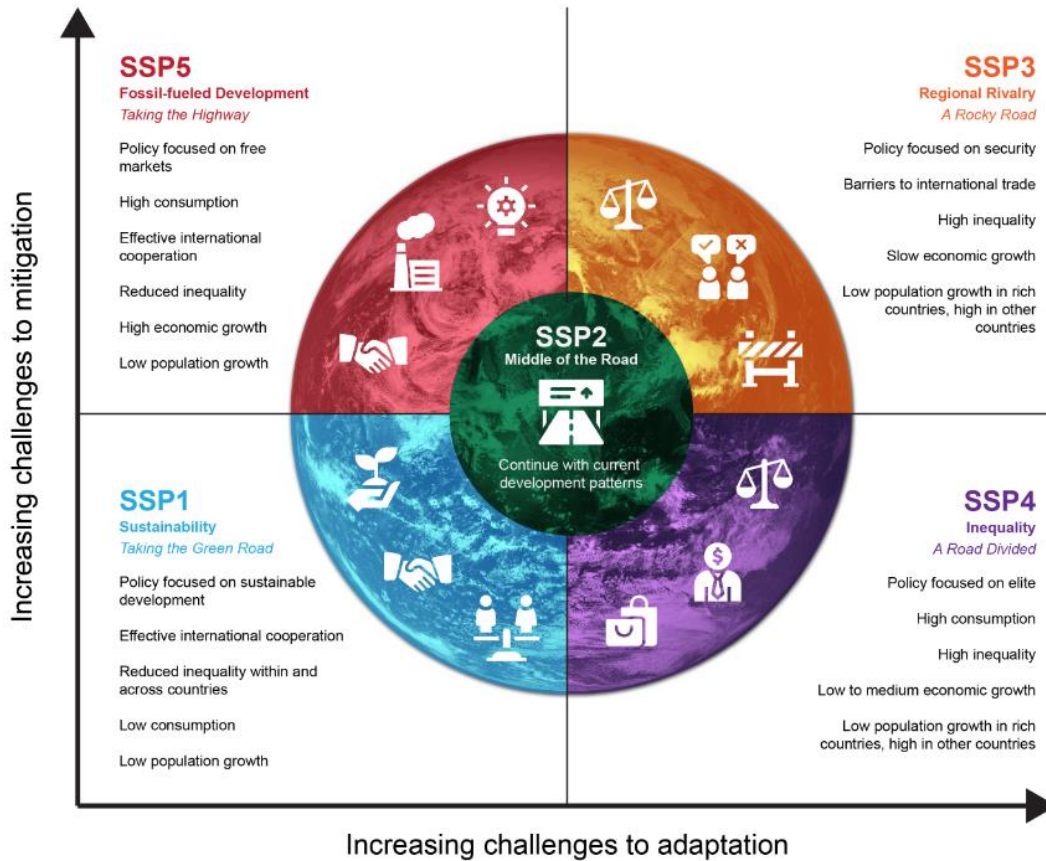 Increasing challenges to mitigation
SSP5
Fossil-fueled Development
Taking the Highway
Policy focused on free
markets
High consumption
Effective international
cooperation
Reduced inequality
High economic growth
Low population growth
SSP3
Regional Rivalry
A Rocky Road
Policy focused on security
Barriers to international trade
High inequality
Slow economic growth
Low population growth in rich
countries, high in other
countries
SSP2
Middle of the Road
Continue with current
development patterns
SSP1
Sustainability
Taking the Green Road
Policy focused on sustainable
development
Effective international cooperation
Reduced inequality within and
across countries
Low consumption
Low population growth
SSP4
Inequality
A Road Divided
Policy focused on elite
High consumption
High inequality
Low to medium economic growth
Low population growth in rich
countries, high in other countries
$
Increasing challenges to adaptation